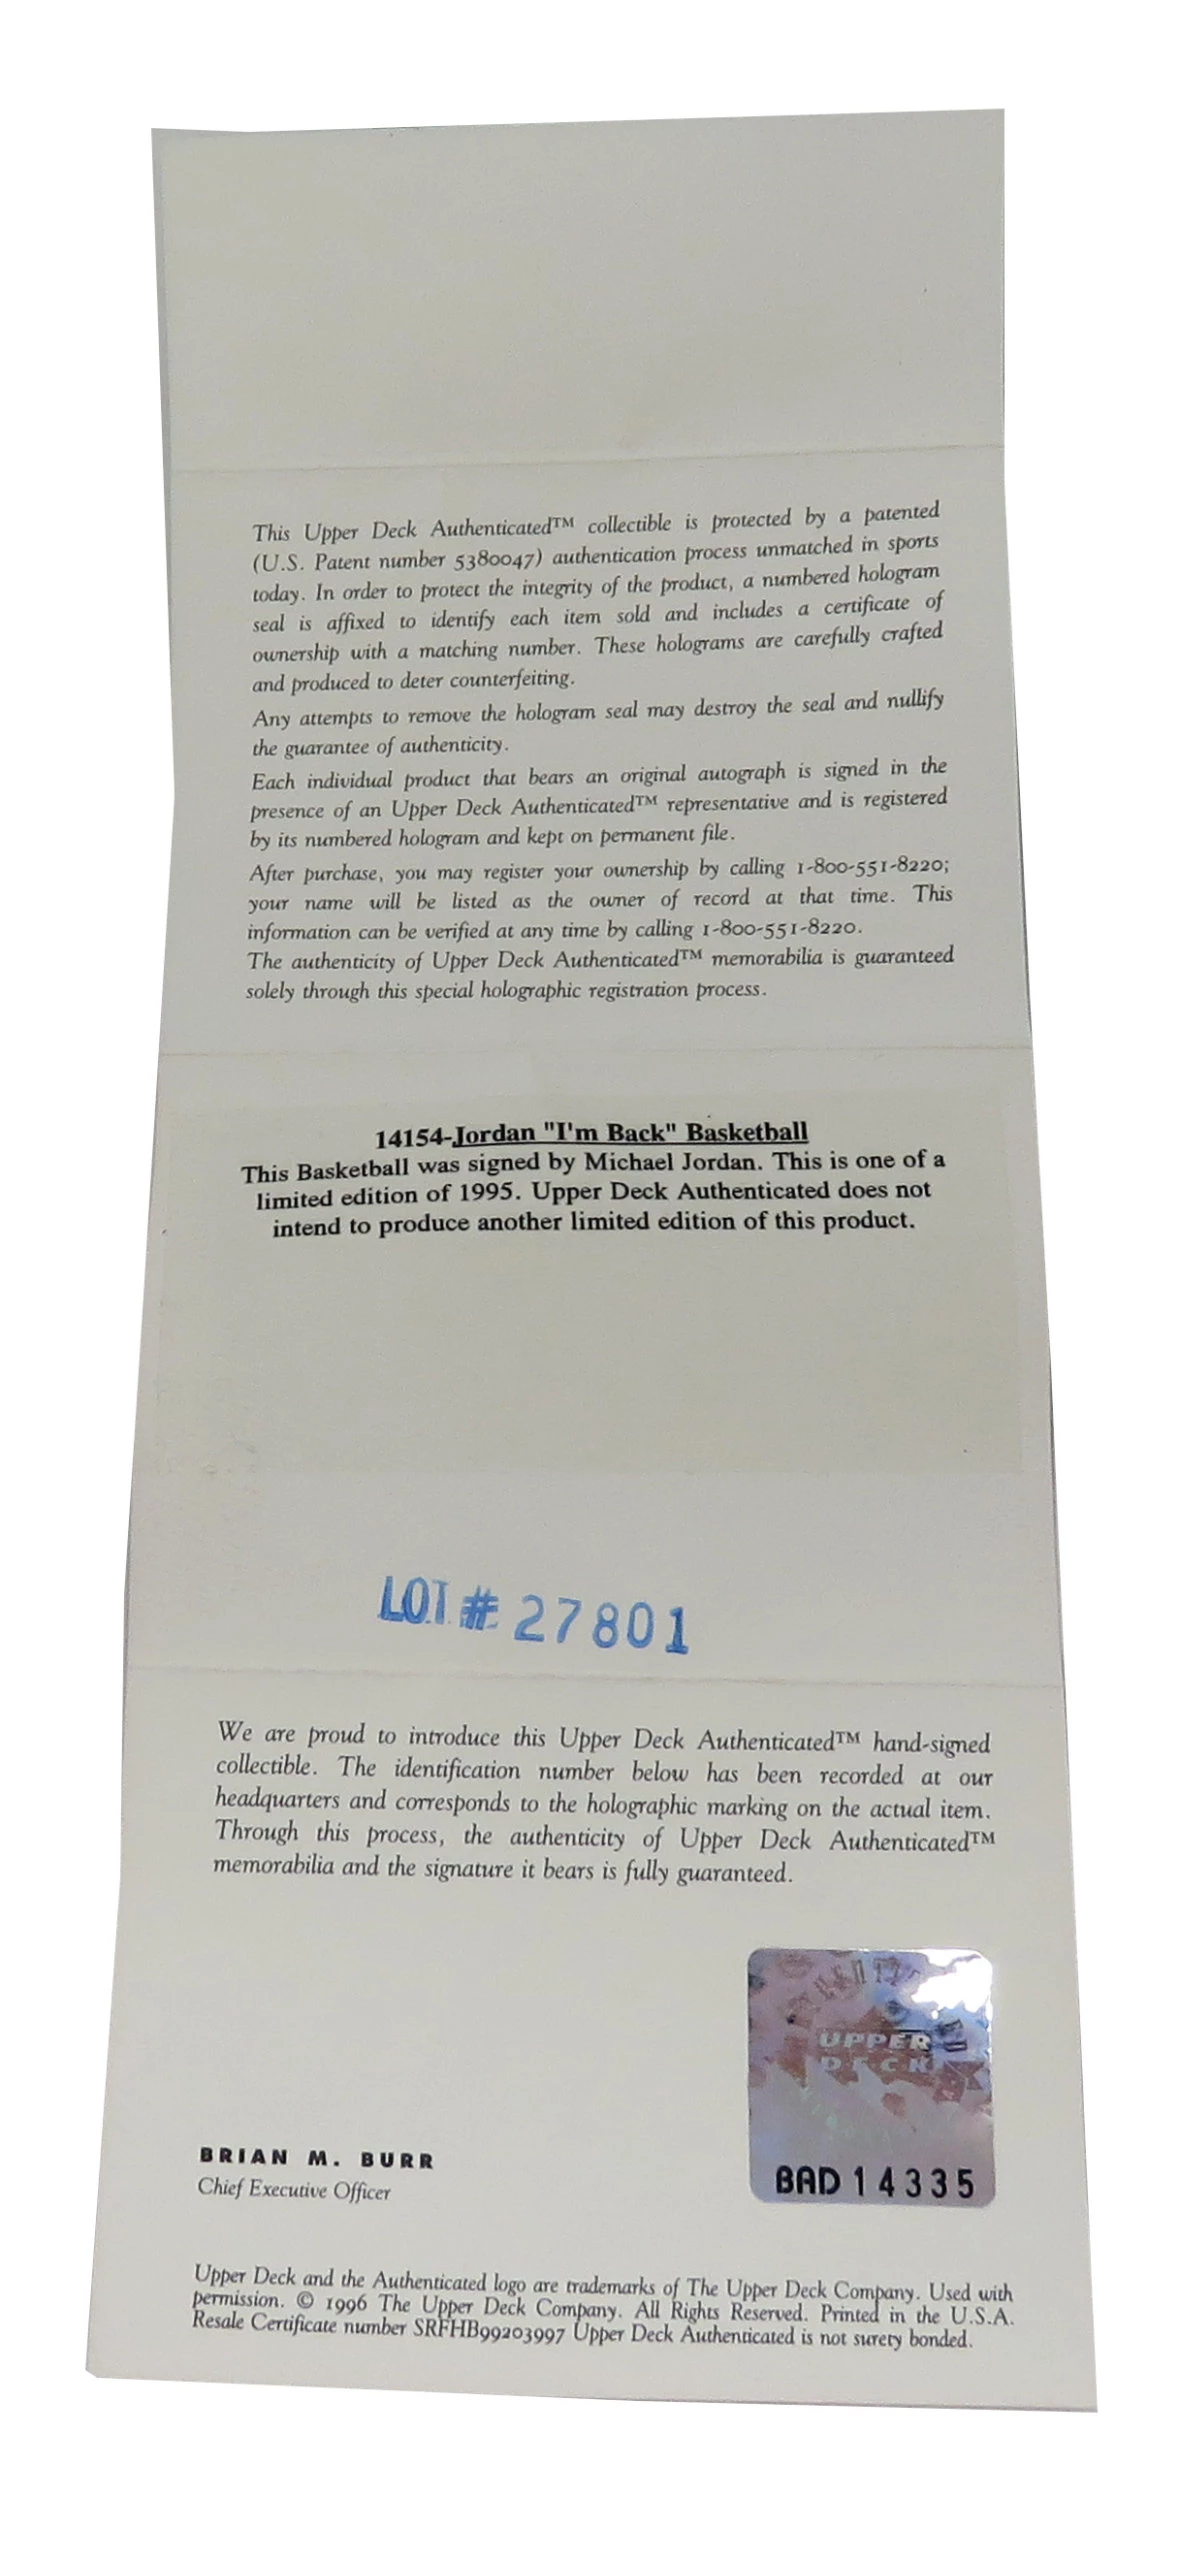 This Upper Deck Authenticated™ collectible is protected by a patented
(U.S. Patent number 5380047) authentication process unmatched in sports
today. In order to protect the integrity of the product, a numbered hologram
seal is affixed to identify each item sold and includes a certificate of
ownership with a matching number. These holograms are carefully crafted
and produced to deter counterfeiting.
Any attempts to remove the hologram seal may destroy the seal and nullify
the guarantee of authenticity.
Each individual product that bears an original autograph is signed in the
presence of an Upper Deck Authenticated™ representative and is registered
by its numbered hologram and kept on permanent file.
After purchase, you may register your ownership by calling 1-800-551-8220;
your name will be listed as the owner of record at that time. This
information can be verified at any time by calling 1-800-551-8220.
The authenticity of Upper Deck Authenticated™ memorabilia is guaranteed
solely through this special holographic registration process.
14154-Jordan "I'm Back" Basketball
This Basketball was signed by Michael Jordan. This is one of a
limited edition of 1995. Upper Deck Authenticated does not
intend to produce another limited edition of this product.
LOT # 27801
We are proud to introduce this Upper Deck Authenticated™ hand-signed
collectible. The identification number below has been recorded at our
headquarters and corresponds to the holographic marking on the actual item.
Through this process, the authenticity of Upper Deck Authenticated™
memorabilia and the signature it bears is fully guaranteed.
UPPER
DECK
BAD14335
BRIAN M. BURR
Chief Executive Officer
Upper Deck and the Authenticated logo are trademarks of The Upper Deck Company. Used with
permission. © 1996 The Upper Deck Company. All Rights Reserved. Printed in the U.S.A.
Resale Certificate number SRFHB99203997 Upper Deck Authenticated is not surety bonded.